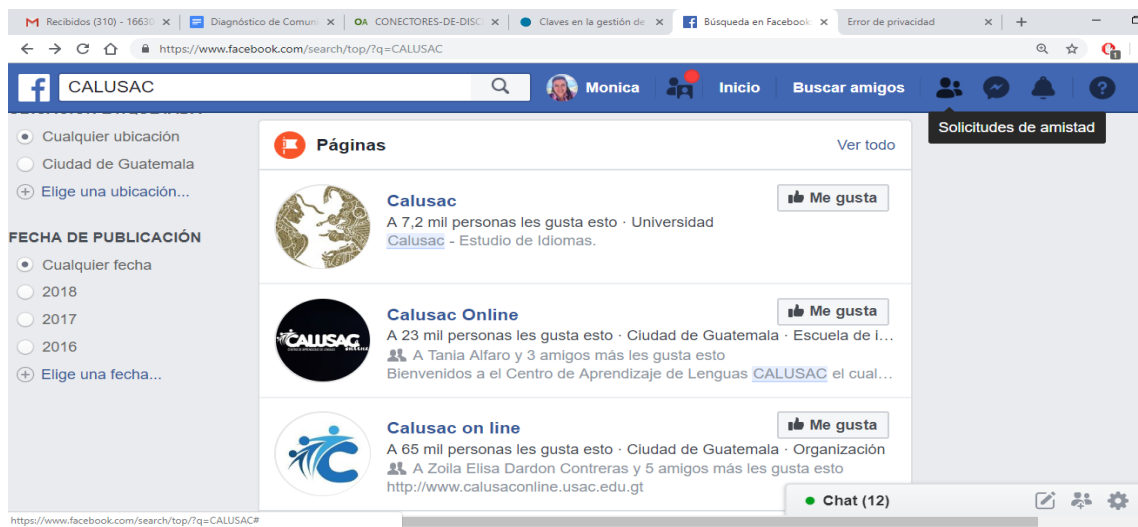 Recibidos (310) - 16630
Diagnóstico de Comuni
OA CONECTORES-DE-DISC
Claves en la gestión de
Búsqueda en Facebook
Error de privacidad
https://www.facebook.com/search/top/?q=CALUSAC
1
CALUSAC
Monica
Inicio
Buscar amigos
Solicitudes de amistad
Cualquier ubicación
Ciudad de Guatemala
Elige una ubicación...
FECHA DE PUBLICACIÓN
Cualquier fecha
2018
2017
2016
Elige una fecha...
Páginas
Ver todo
Calusac
Me gusta
A 7,2 mil personas les gusta esto · Universidad
Calusac - Estudio de Idiomas.
CALUSAC
online
Calusac Online
Me gusta
A 23 mil personas les gusta esto · Ciudad de Guatemala · Escuela de i...
A Tania Alfaro y 3 amigos más les gusta esto
Bienvenidos a el Centro de Aprendizaje de Lenguas CALUSAC el cual...
Calusac on line
Me gusta
A 65 mil personas les gusta esto · Ciudad de Guatemala · Organización
A Zoila Elisa Dardon Contreras y 5 amigos más les gusta esto
http://www.calusaconline.usac.edu.gt
Chat (12)
https://www.facebook.com/search/top/?q=CALUSAC#